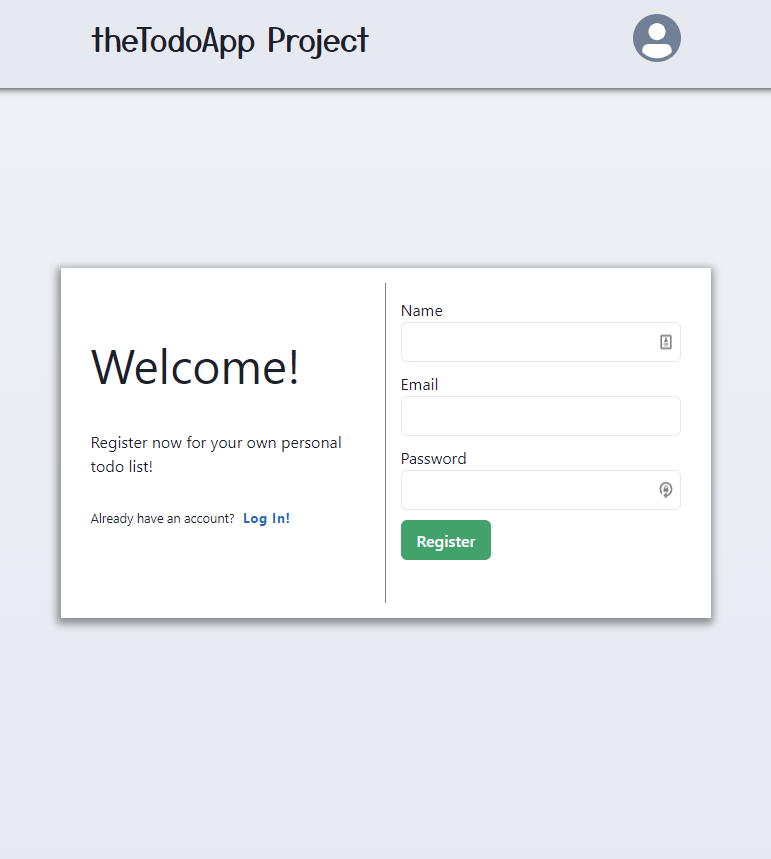 theTodoApp Project
Welcome!
Register now for your own personal
todo list!
Already have an account? Log In!
Name
Email
Password
Register